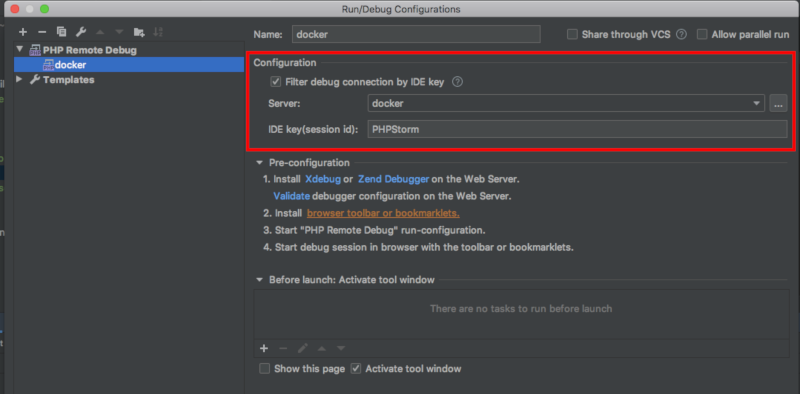 Run/Debug Configurations
Name: docker
Share through VCS ?
Allow parallel run
PHP Remote Debug
docker
Templates
Configuration
Filter debug connection by IDE key ?
Server: docker ...
IDE key(session id): PHPStorm
Pre-configuration
1. Install Xdebug or Zend Debugger on the Web Server.
Validate debugger configuration on the Web Server.
2. Install browser toolbar or bookmarklets.
3. Start "PHP Remote Debug" run-configuration.
4. Start debug session in browser with the toolbar or bookmarklets.
Before launch: Activate tool window
There are no tasks to run before launch
Show this page
Activate tool window